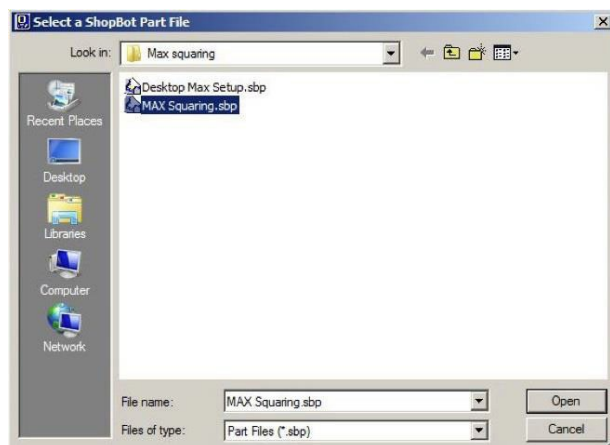 Select a ShopBot Part File
Look in: Max squaring
Desktop Max Setup.sbp
MAX Squaring.sbp
Recent Places
Desktop
Libraries
Computer
Network
File name: MAX Squaring.sbp Open
Files of type: Part Files (*.sbp) Cancel